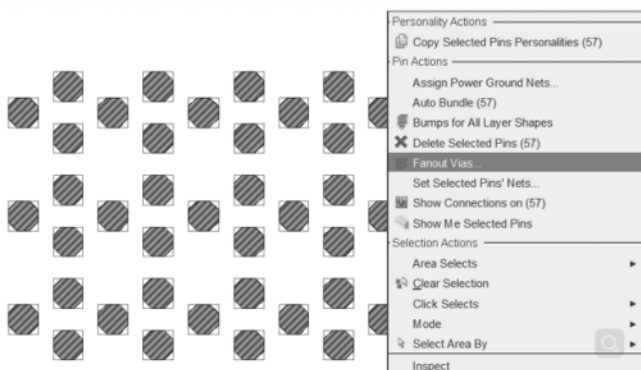 Personality Actions
Copy Selected Pins Personalities (57)
Pin Actions
Assign Power Ground Nets...
Auto Bundle (57)
Bumps for All Layer Shapes
Delete Selected Pins (57)
Fanout Vias...
Set Selected Pins' Nets...
Show Connections on (57)
Show Me Selected Pins
Selection Actions
Area Selects
Clear Selection
Click Selects
Mode
Select Area By
Inspect